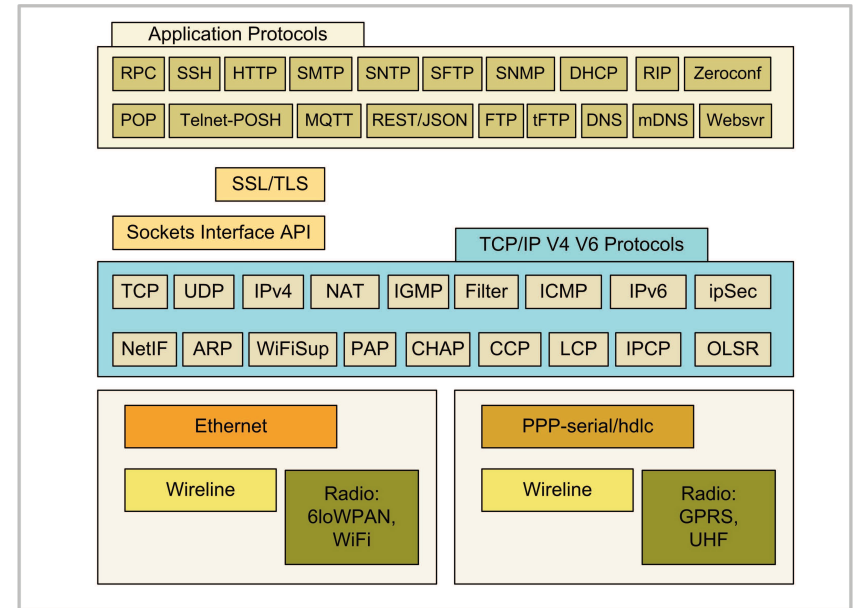 Application Protocols
RPC SSH HTTP SMTP SNTP SFTP SNMP DHCP RIP Zeroconf
POP Telnet-POSH MQTT REST/JSON FTP tFTP DNS mDNS Websvr
SSL/TLS
Sockets Interface API
TCP/IP V4 V6 Protocols
TCP UDP IPv4 NAT IGMP Filter ICMP IPv6 ipSec
NetIF ARP WiFiSup PAP CHAP CCP LCP IPCP OLSR
Ethernet
Wireline
Radio:
6loWPAN,
WiFi
PPP-serial/hdlc
Wireline
Radio:
GPRS,
UHF